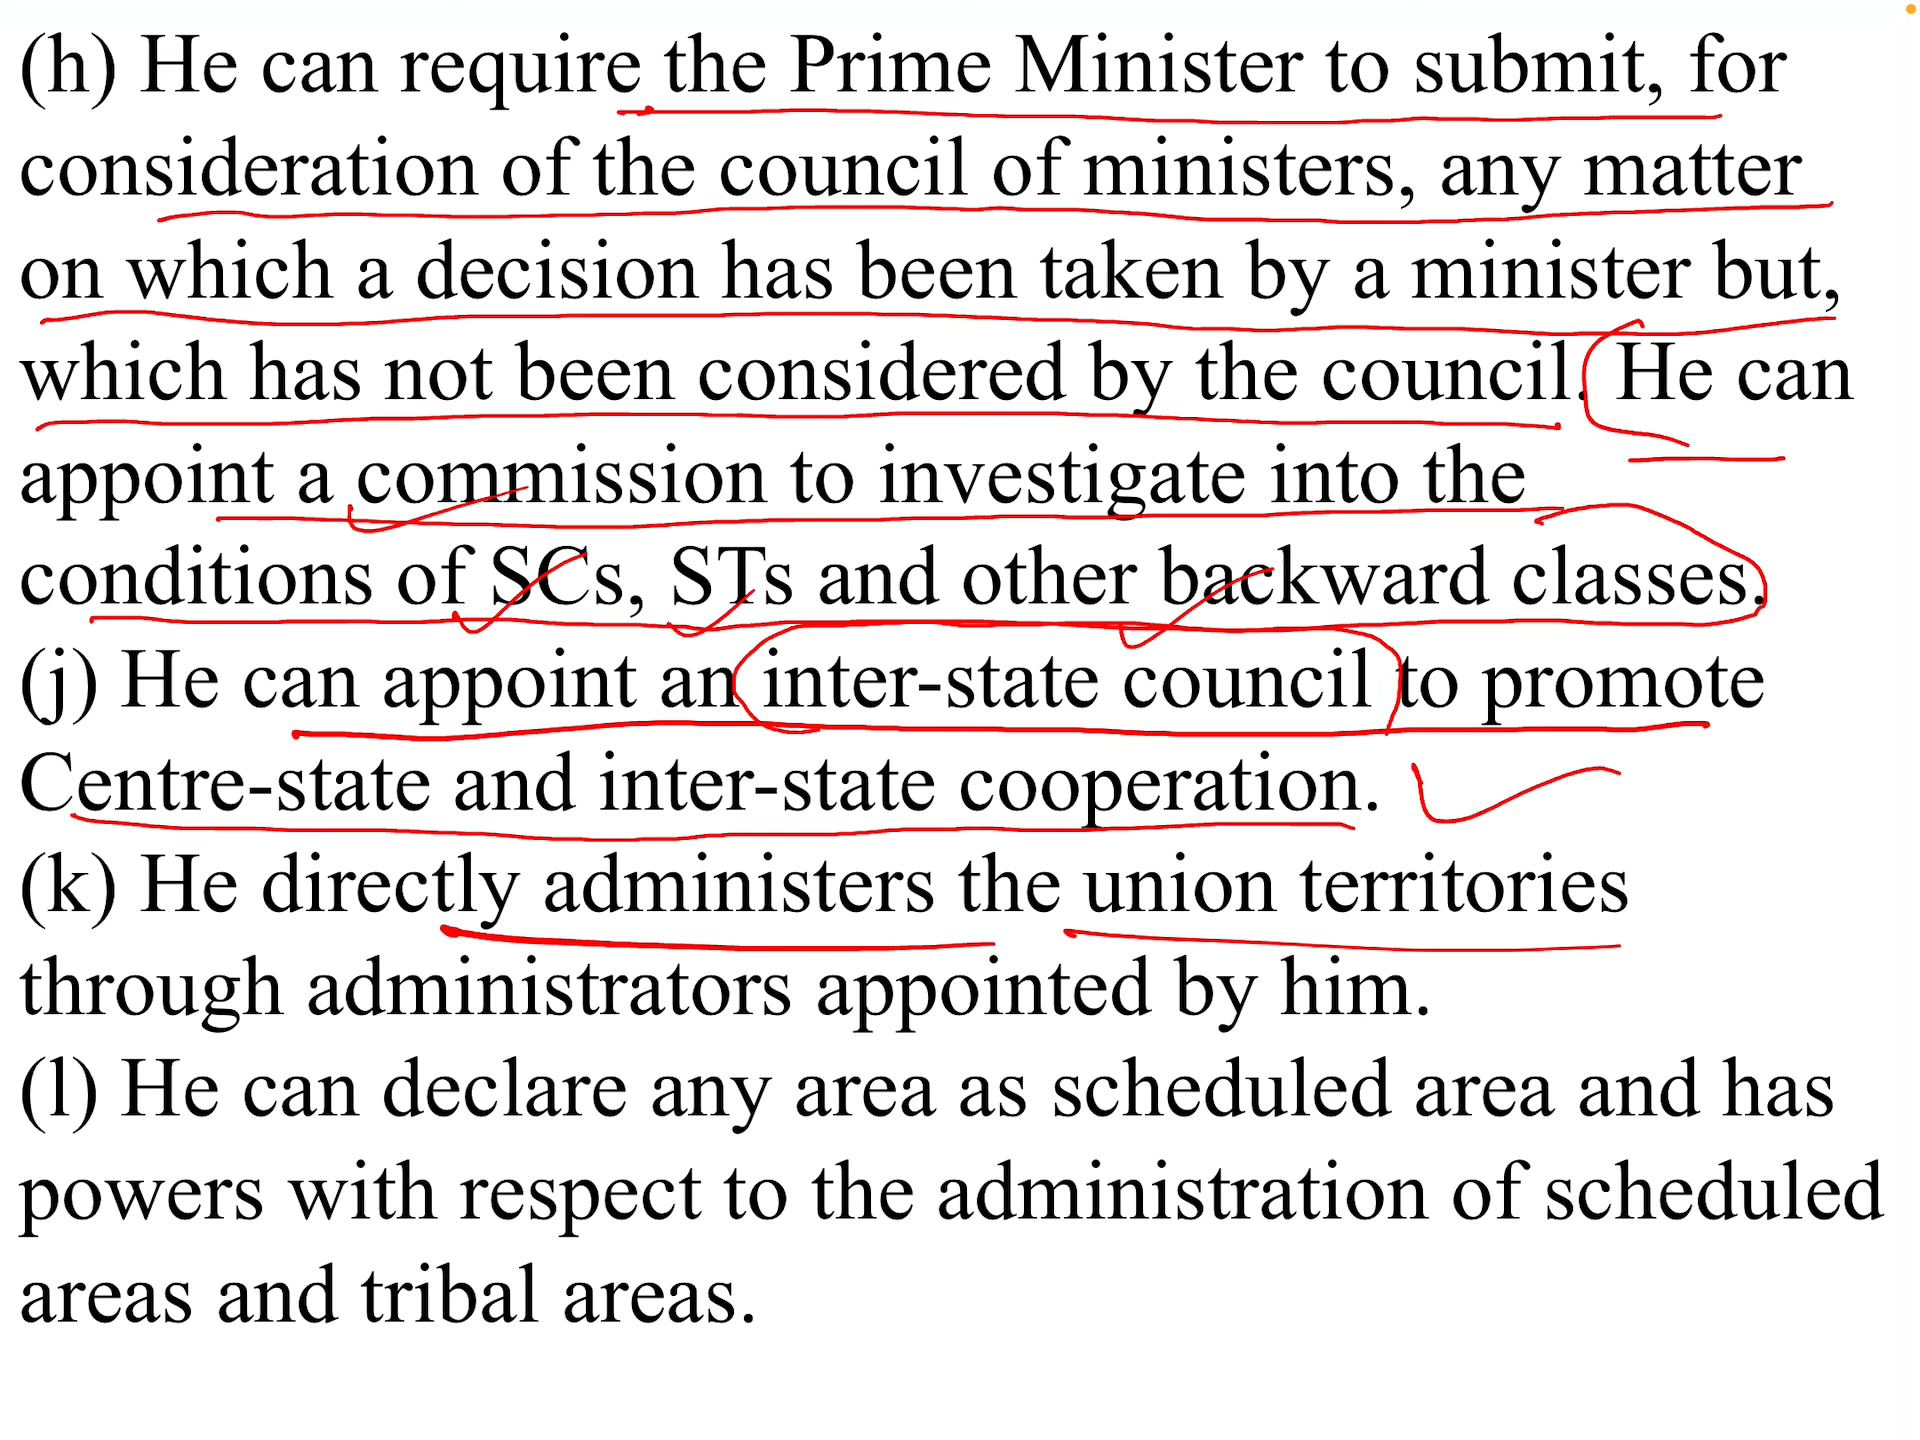 (h) He can require the Prime Minister to submit, for
consideration of the council of ministers, any matter
on which a decision has been taken by a minister but,
which has not been considered by the council. He can
appoint a commission to investigate into the
conditions of SCs, STs and other backward classes.
(j) He can appoint an inter-state council to promote
Centre-state and inter-state cooperation.
(k) He directly administers the union territories
through administrators appointed by him.
(l) He can declare any area as scheduled area and has
powers with respect to the administration of scheduled
areas and tribal areas.